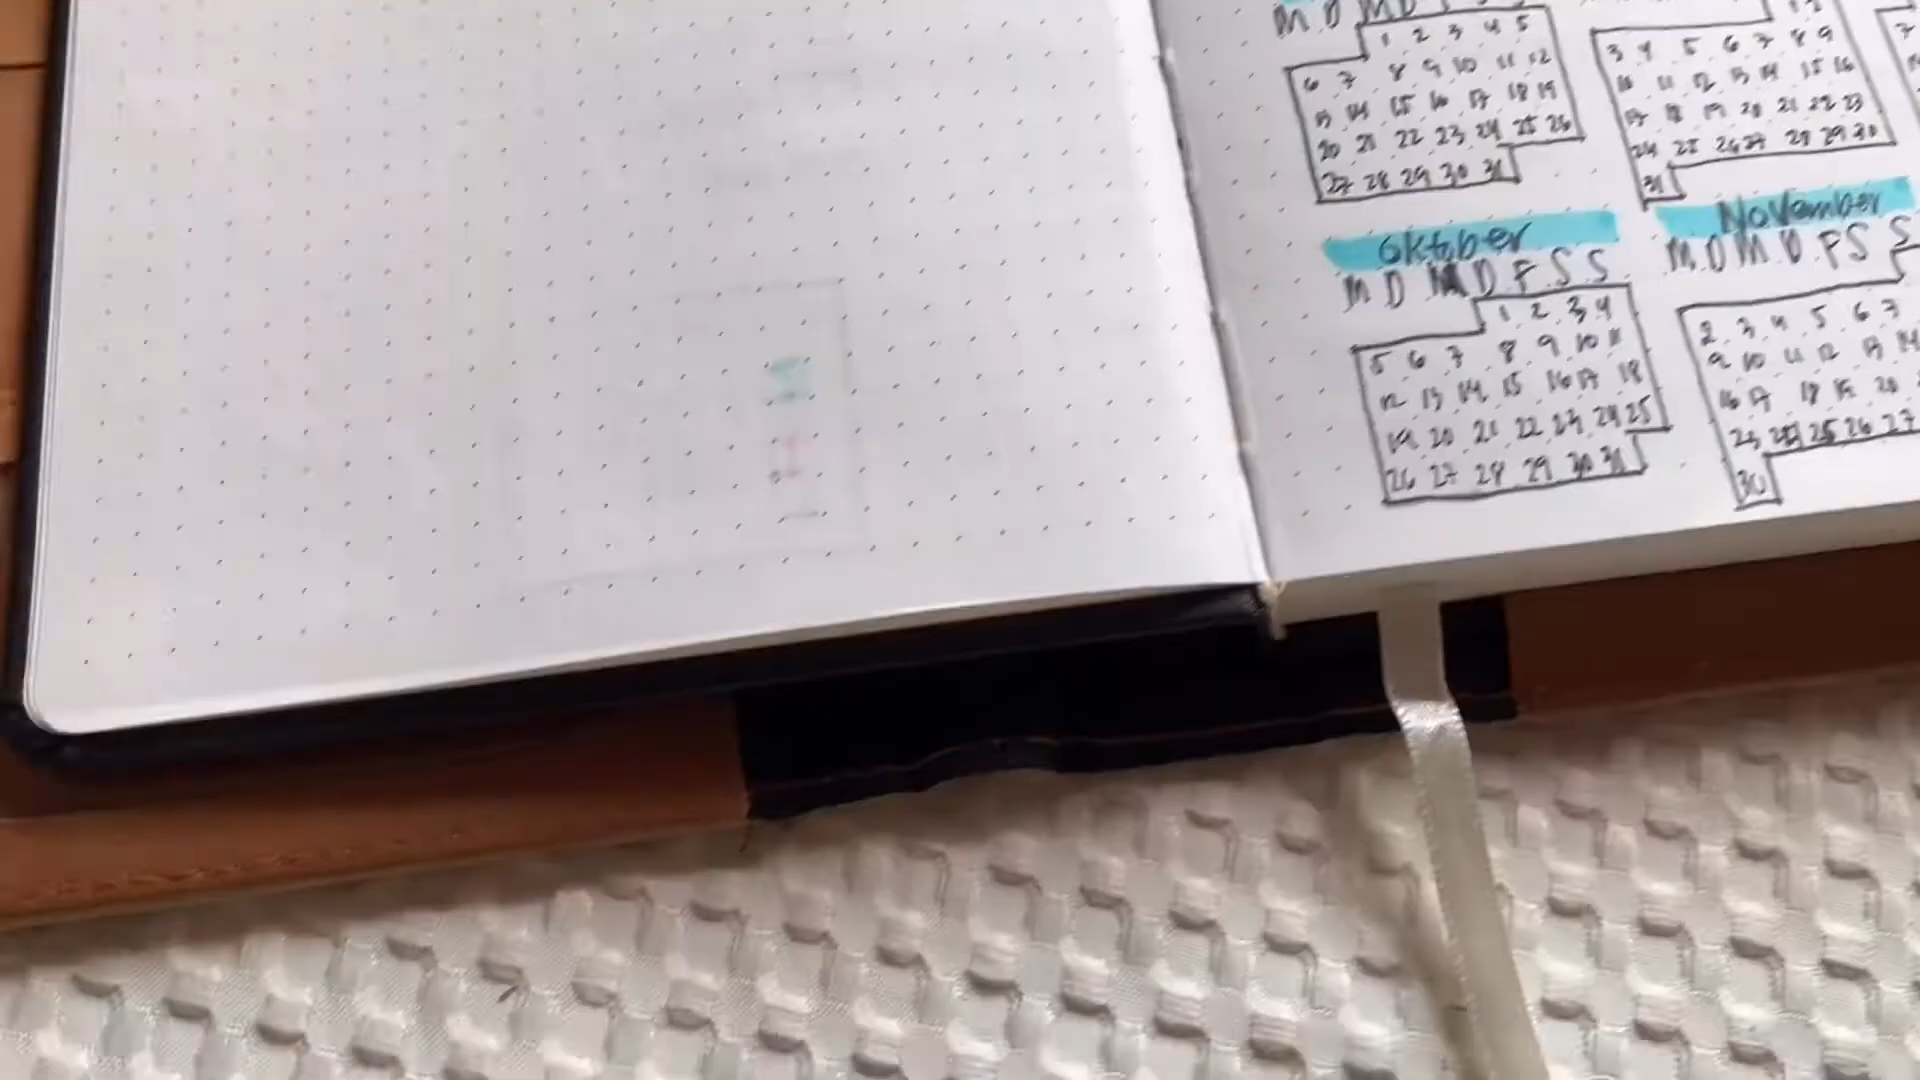 M D M D F
1 2 3 4 5
6 7 8 9 10 11 12
13 14 15 16 17 18 19
20 21 22 23 24 25 26
27 28 29 30 31
1 2
3 4 5 6 7 8 9
10 11 12 13 14 15 16
17 18 19 20 21 22 23
24 25 26 27 28 29 30
31
Oktober
M D M D F S S
1 2 3 4
5 6 7 8 9 10 11
12 13 14 15 16 17 18
19 20 21 22 23 24 25
26 27 28 29 30 31
November
M D M D F S S
2 3 4 5 6 7
9 10 11 12 13 14
16 17 18 19 20
23 24 25 26 27
30